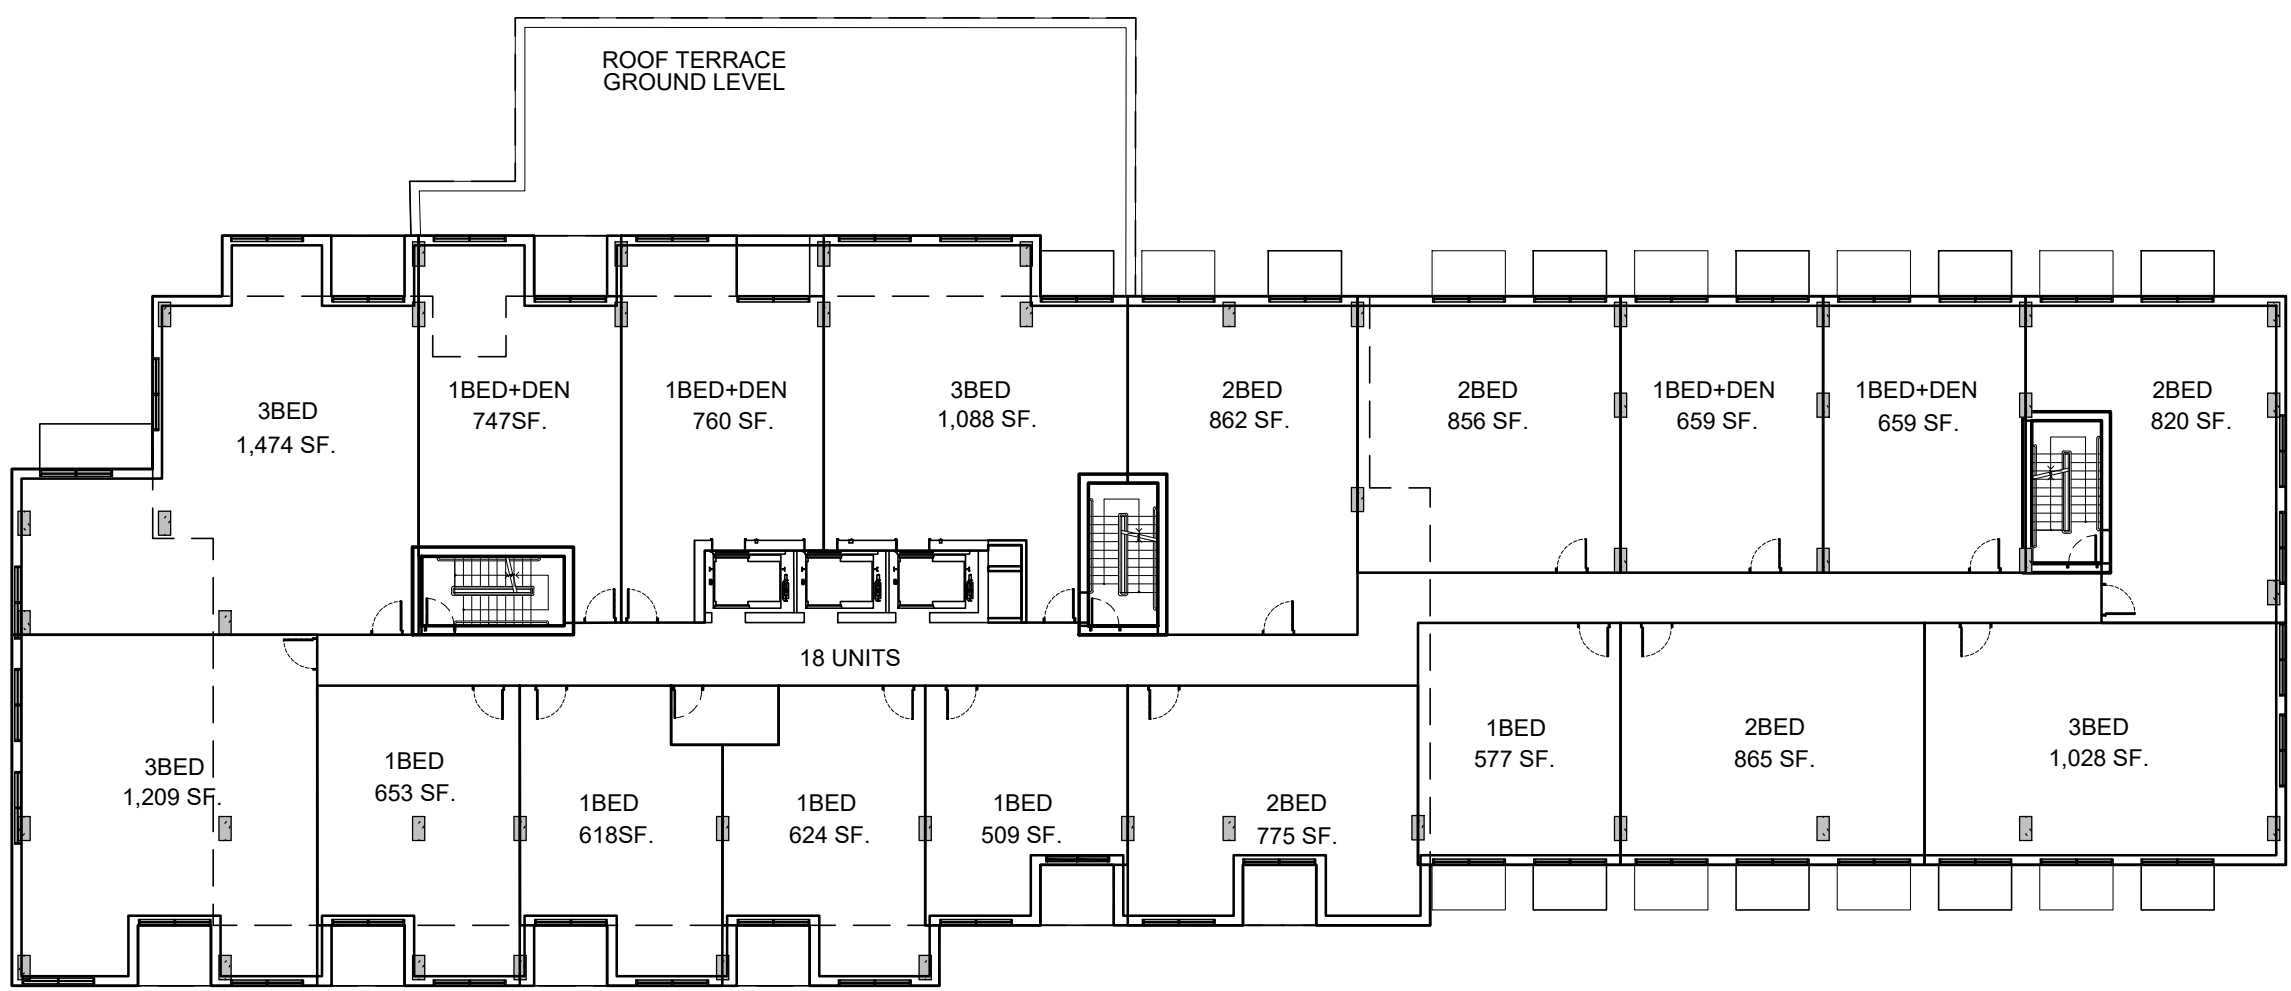 ROOF TERRACE
GROUND LEVEL
3BED
1,474 SF.
1BED+DEN
747SF.
1BED+DEN
760 SF.
3BED
1,088 SF.
2BED
862 SF.
2BED
856 SF.
1BED+DEN
659 SF.
1BED+DEN
659 SF.
2BED
820 SF.
18 UNITS
3BED
1,209 SF.
1BED
653 SF.
1BED
618SF.
1BED
624 SF.
1BED
509 SF.
2BED
775 SF.
1BED
577 SF.
2BED
865 SF.
3BED
1,028 SF.